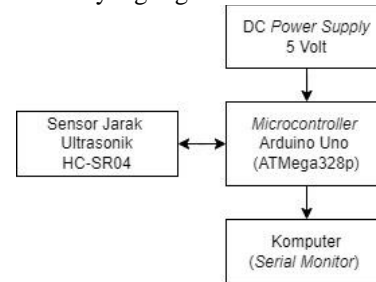 DC Power Supply
5 Volt
Sensor Jarak
Ultrasonik
HC-SR04
Microcontroller
Arduino Uno
(ATMega328p)
Komputer
(Serial Monitor)